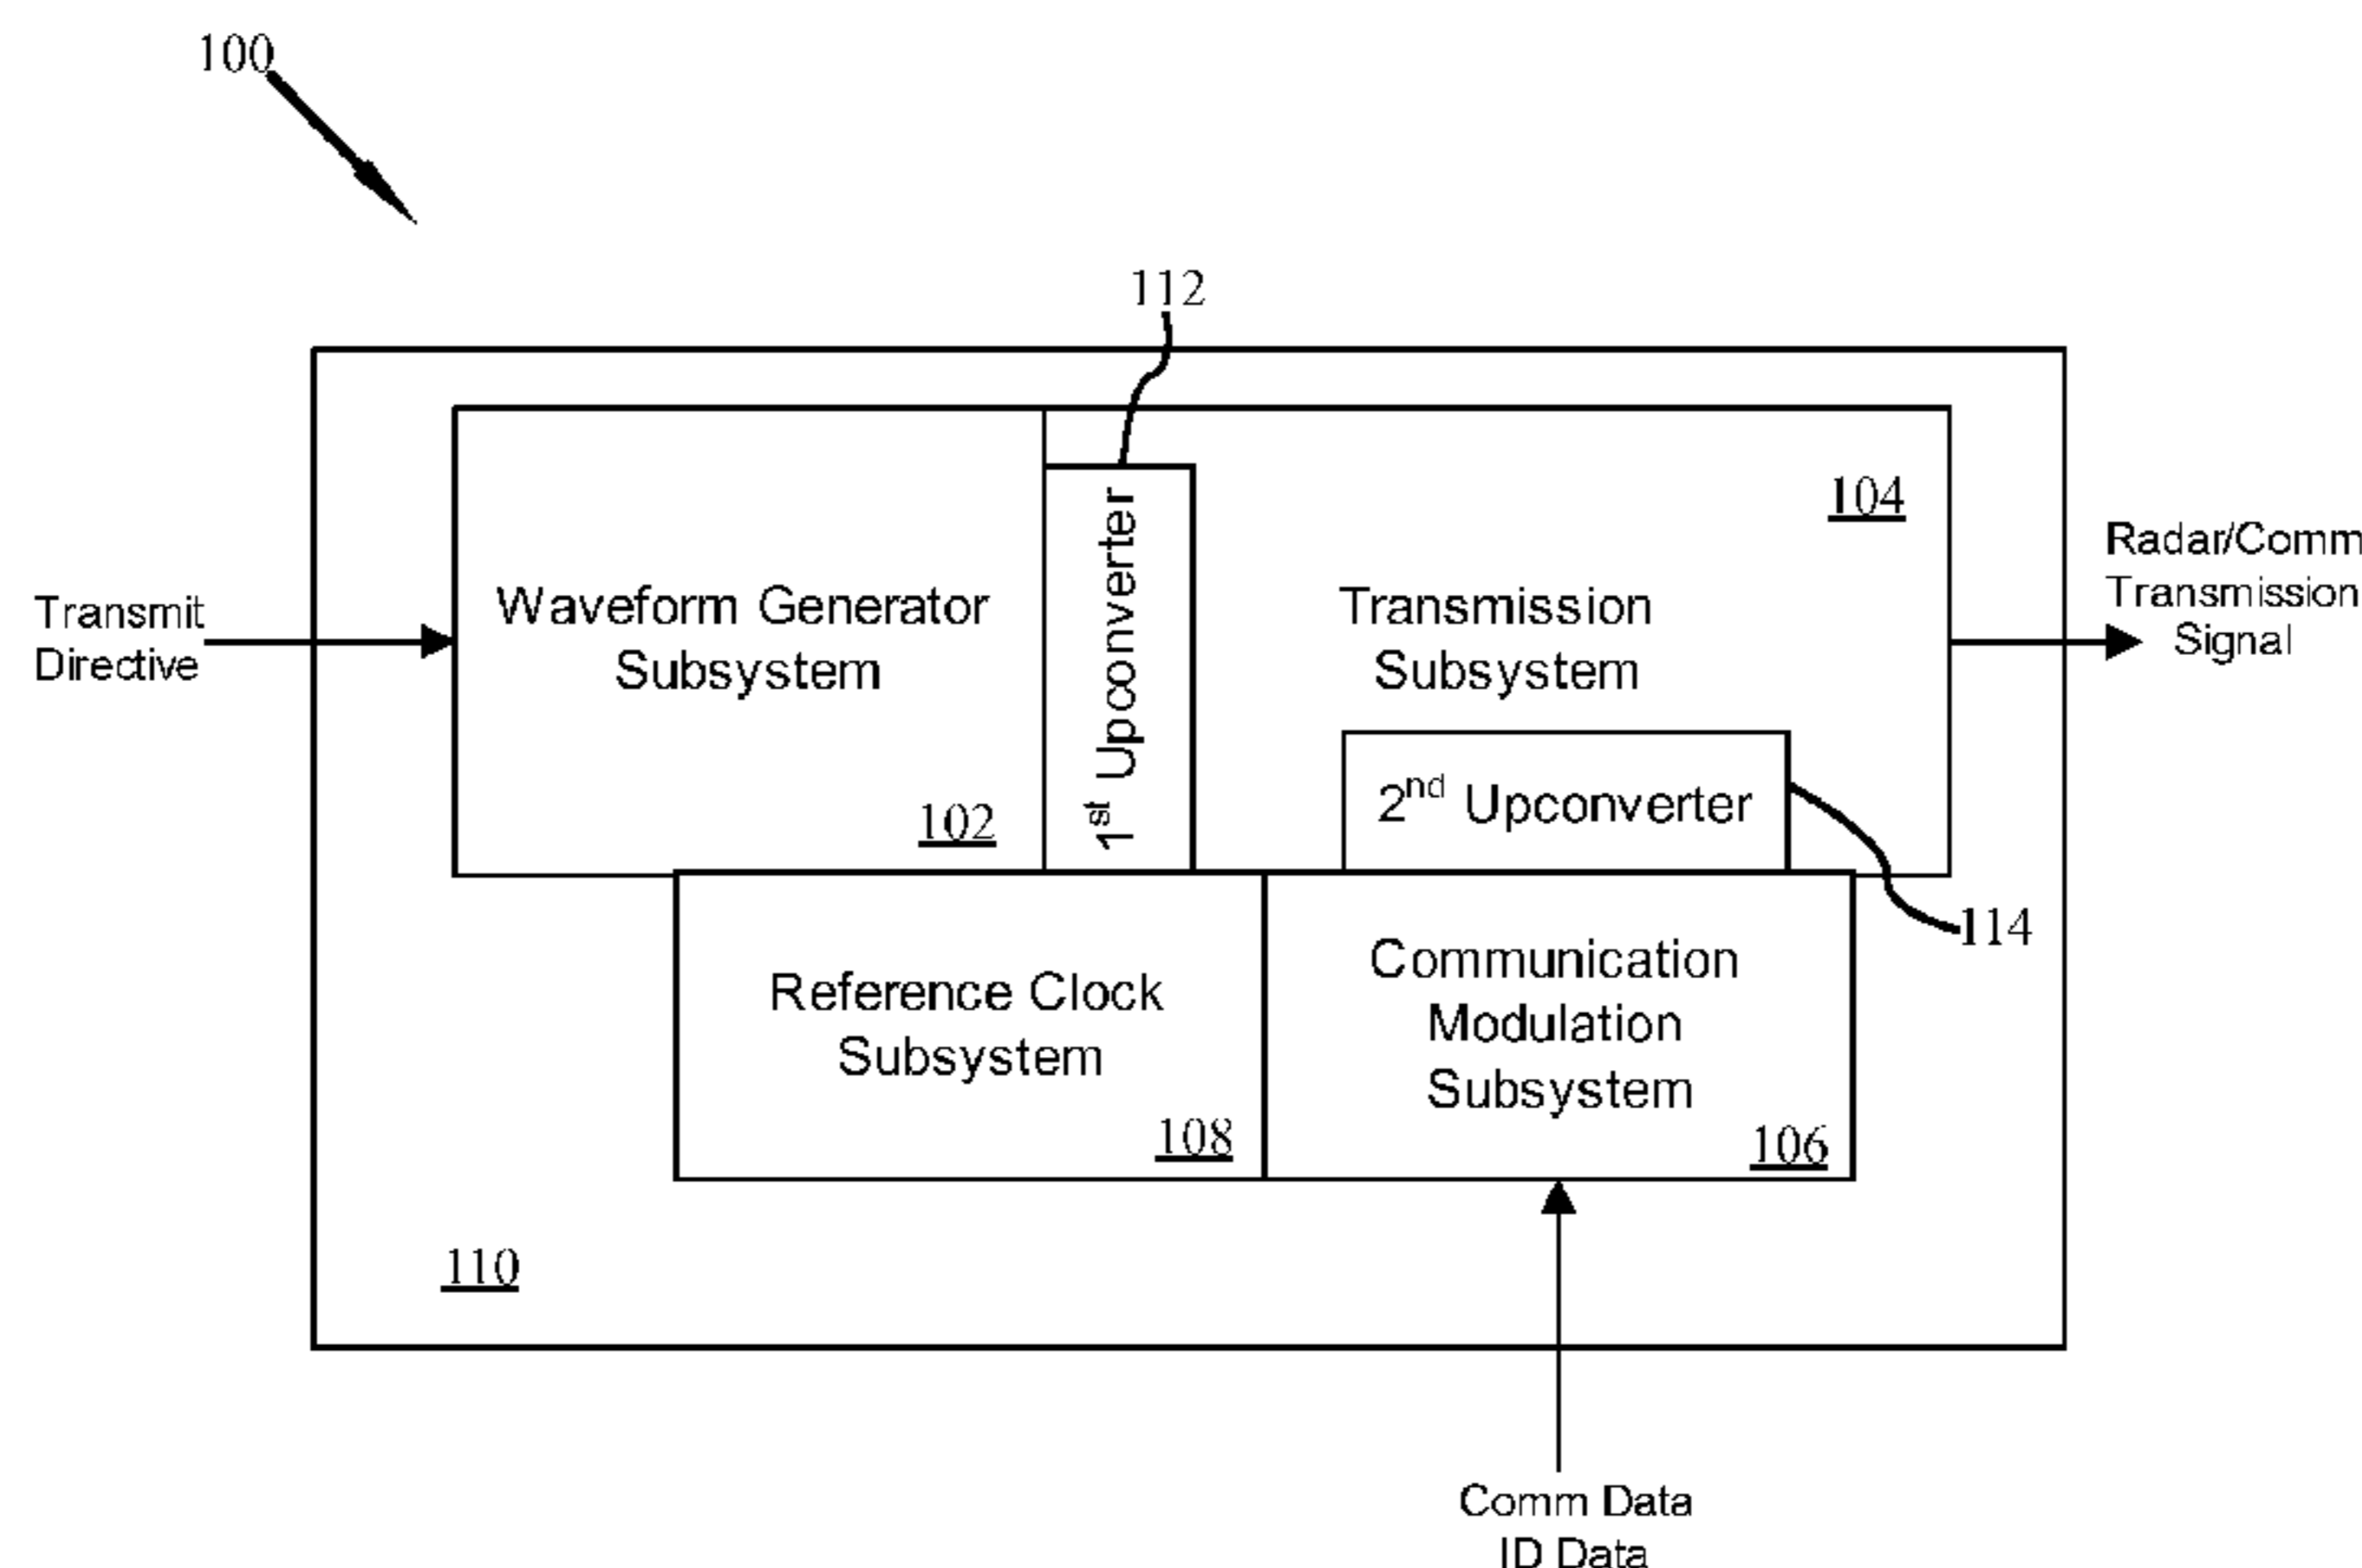 100
112
104
Radar/Comm
Transmission
Signal
Transmit
Directive
Waveform Generator
Subsystem
102
1st Upconverter
Transmission
Subsystem
2nd Upconverter
114
Reference Clock
Subsystem
108
Communication
Modulation
Subsystem
106
110
Comm Data
ID Data